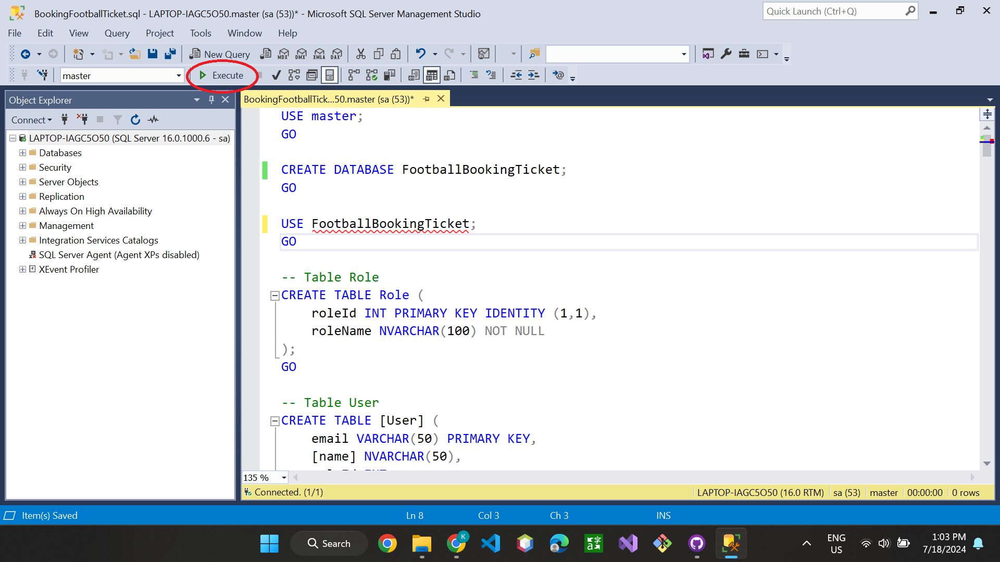 BookingFootballTicket.sql - LAPTOP-IAGC5O50.master (sa (53))* - Microsoft SQL Server Management Studio
Quick Launch (Ctrl+Q)
File Edit View Query Project Tools Window Help
New Query
MDX DMX XMLA DAX
master
Execute
Object Explorer
Connect
LAPTOP-IAGC5O50 (SQL Server 16.0.1000.6 - sa)
Databases
Security
Server Objects
Replication
Always On High Availability
Management
Integration Services Catalogs
SQL Server Agent (Agent XPs disabled)
XEvent Profiler
BookingFootballTick...50.master (sa (53))*
USE master;
GO
CREATE DATABASE FootballBookingTicket;
GO
USE FootballBookingTicket;
GO
-- Table Role
CREATE TABLE Role (
roleId INT PRIMARY KEY IDENTITY (1,1),
roleName NVARCHAR(100) NOT NULL
);
GO
-- Table User
CREATE TABLE [User] (
email VARCHAR(50) PRIMARY KEY,
[name] NVARCHAR(50),
135 %
Connected. (1/1)
LAPTOP-IAGC5O50 (16.0 RTM) sa (53) master 00:00:00 0 rows
Item(s) Saved
Ln 8 Col 3 Ch 3 INS
Search
K
ENG
US
1:03 PM
7/18/2024